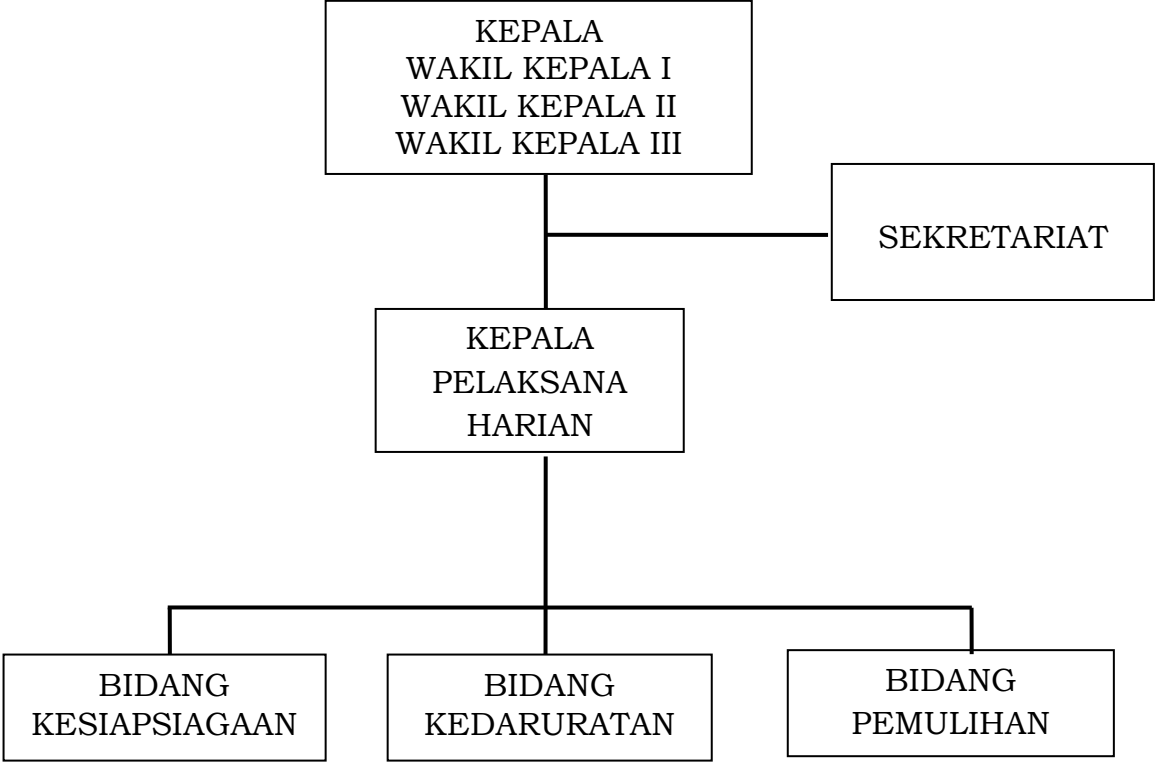 KEPALA
WAKIL KEPALA I
WAKIL KEPALA II
WAKIL KEPALA III
SEKRETARIAT
KEPALA
PELAKSANA
HARIAN
BIDANG
KESIAPSIAGAAN
BIDANG
KEDARURATAN
BIDANG
PEMULIHAN